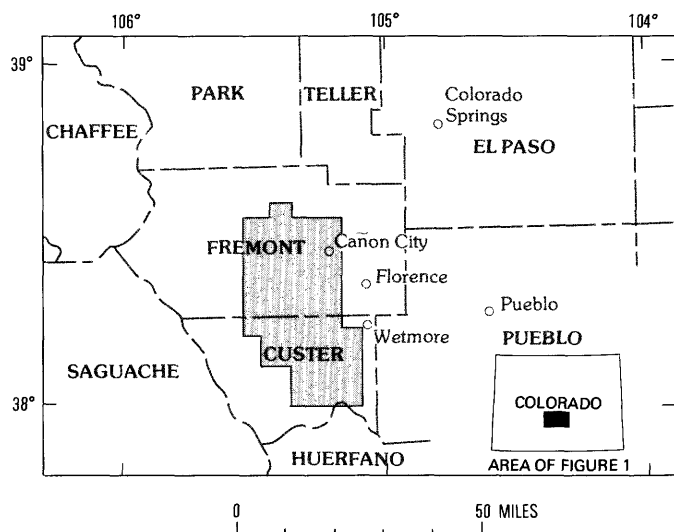 106°
105°
104°
39°
PARK
TELLER
Colorado
Springs
CHAFFEE
EL PASO
FREMONT
Cañon City
Florence
Pueblo
Wetmore
PUEBLO
CUSTER
SAGUACHE
COLORADO
38°
HUERFANO
AREA OF FIGURE 1
0
50 MILES